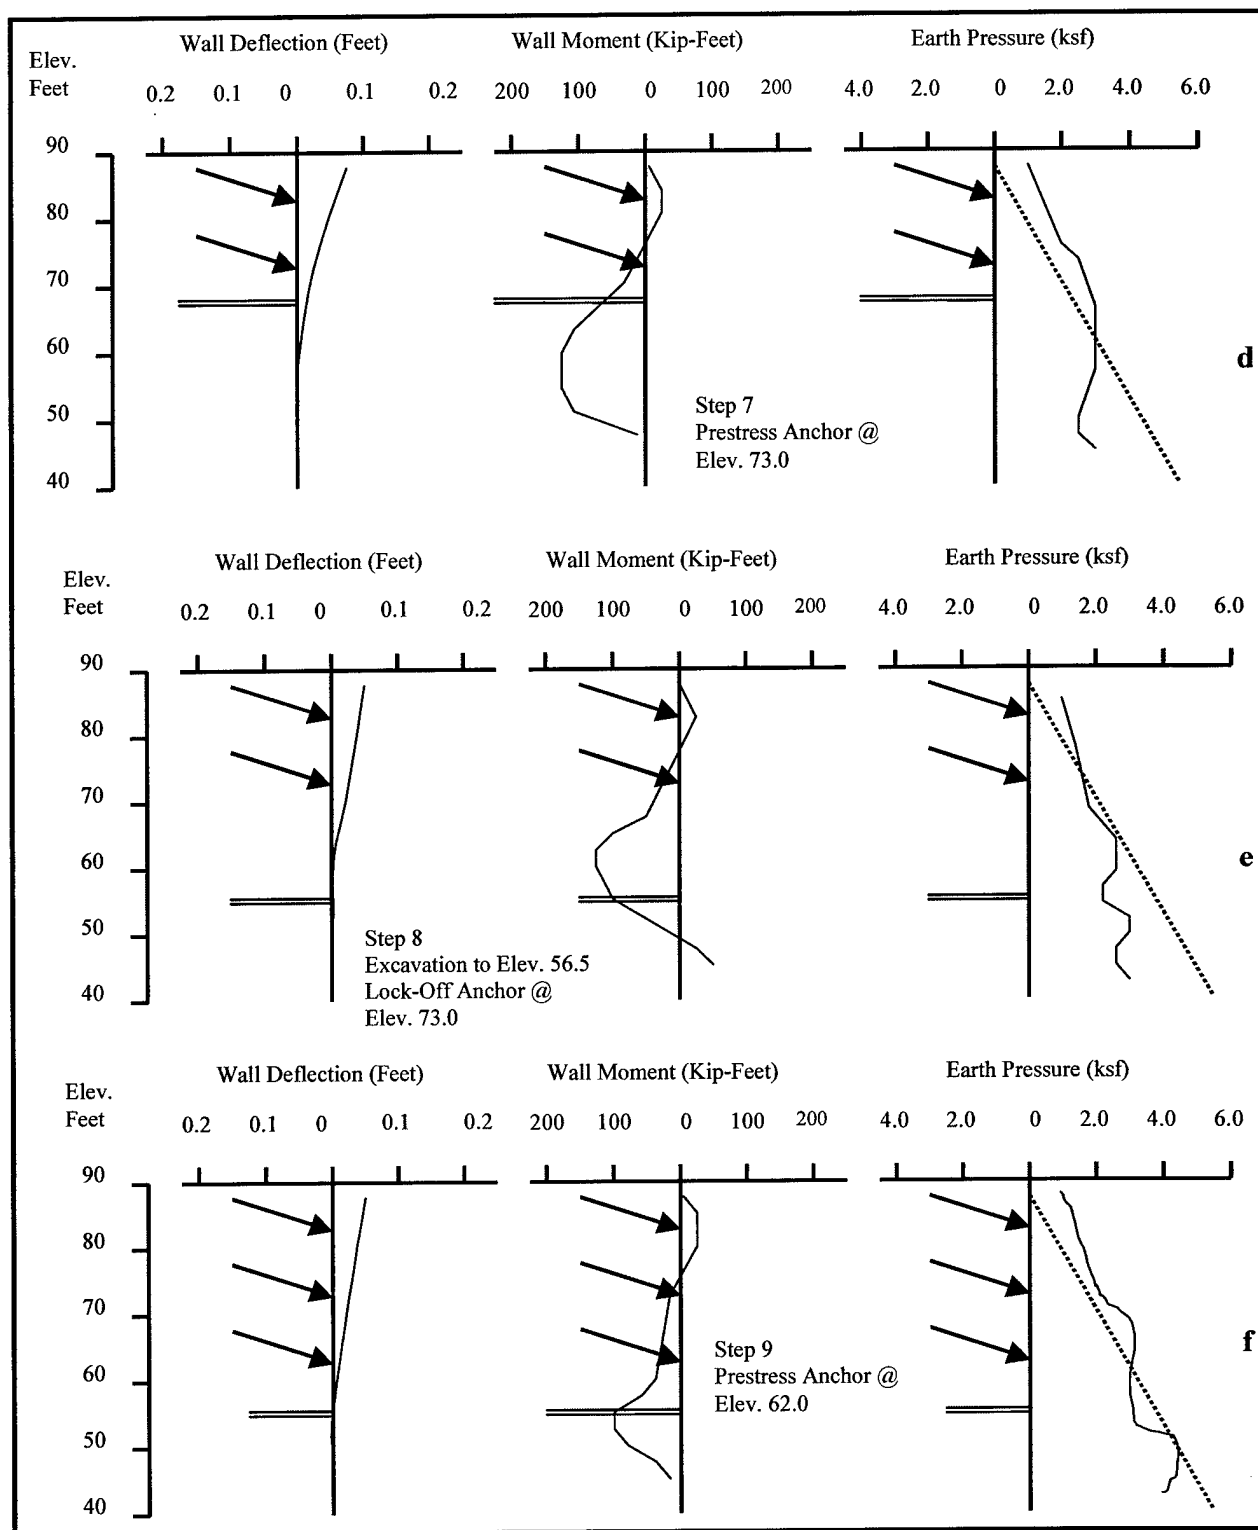 Wall Deflection (Feet) Wall Moment (Kip-Feet) Earth Pressure (ksf)
Elev.
Feet
0.2 0.1 0 0.1 0.2 200 100 0 100 200 4.0 2.0 0 2.0 4.0 6.0
90
80
70
60
50
40
d
Step 7
Prestress Anchor @
Elev. 73.0
Wall Deflection (Feet) Wall Moment (Kip-Feet) Earth Pressure (ksf)
Elev.
Feet
0.2 0.1 0 0.1 0.2 200 100 0 100 200 4.0 2.0 0 2.0 4.0 6.0
90
80
70
60
50
40
e
Step 8
Excavation to Elev. 56.5
Lock-Off Anchor @
Elev. 73.0
Wall Deflection (Feet) Wall Moment (Kip-Feet) Earth Pressure (ksf)
Elev.
Feet
0.2 0.1 0 0.1 0.2 200 100 0 100 200 4.0 2.0 0 2.0 4.0 6.0
90
80
70
60
50
40
f
Step 9
Prestress Anchor @
Elev. 62.0